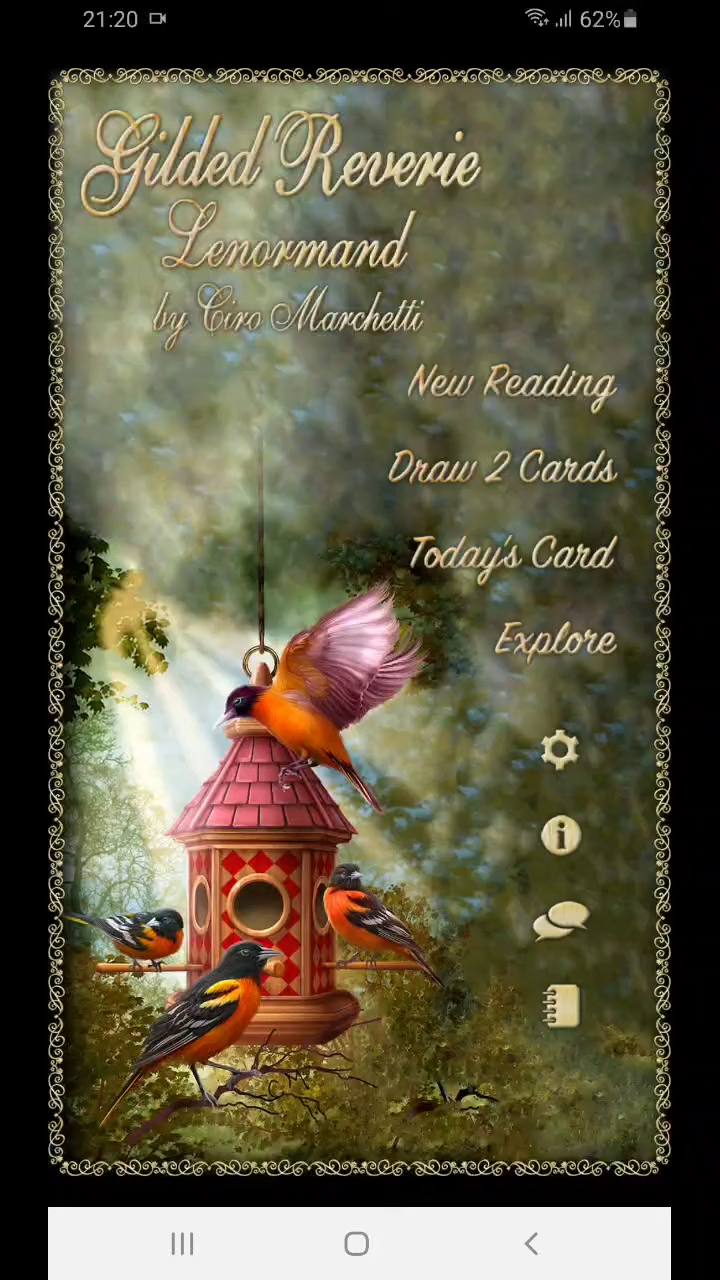 21:20 62%
Gilded Reverie
Lenormand
by Ciro Marchetti
New Reading
Draw 2 Cards
Today's Card
Explore
i